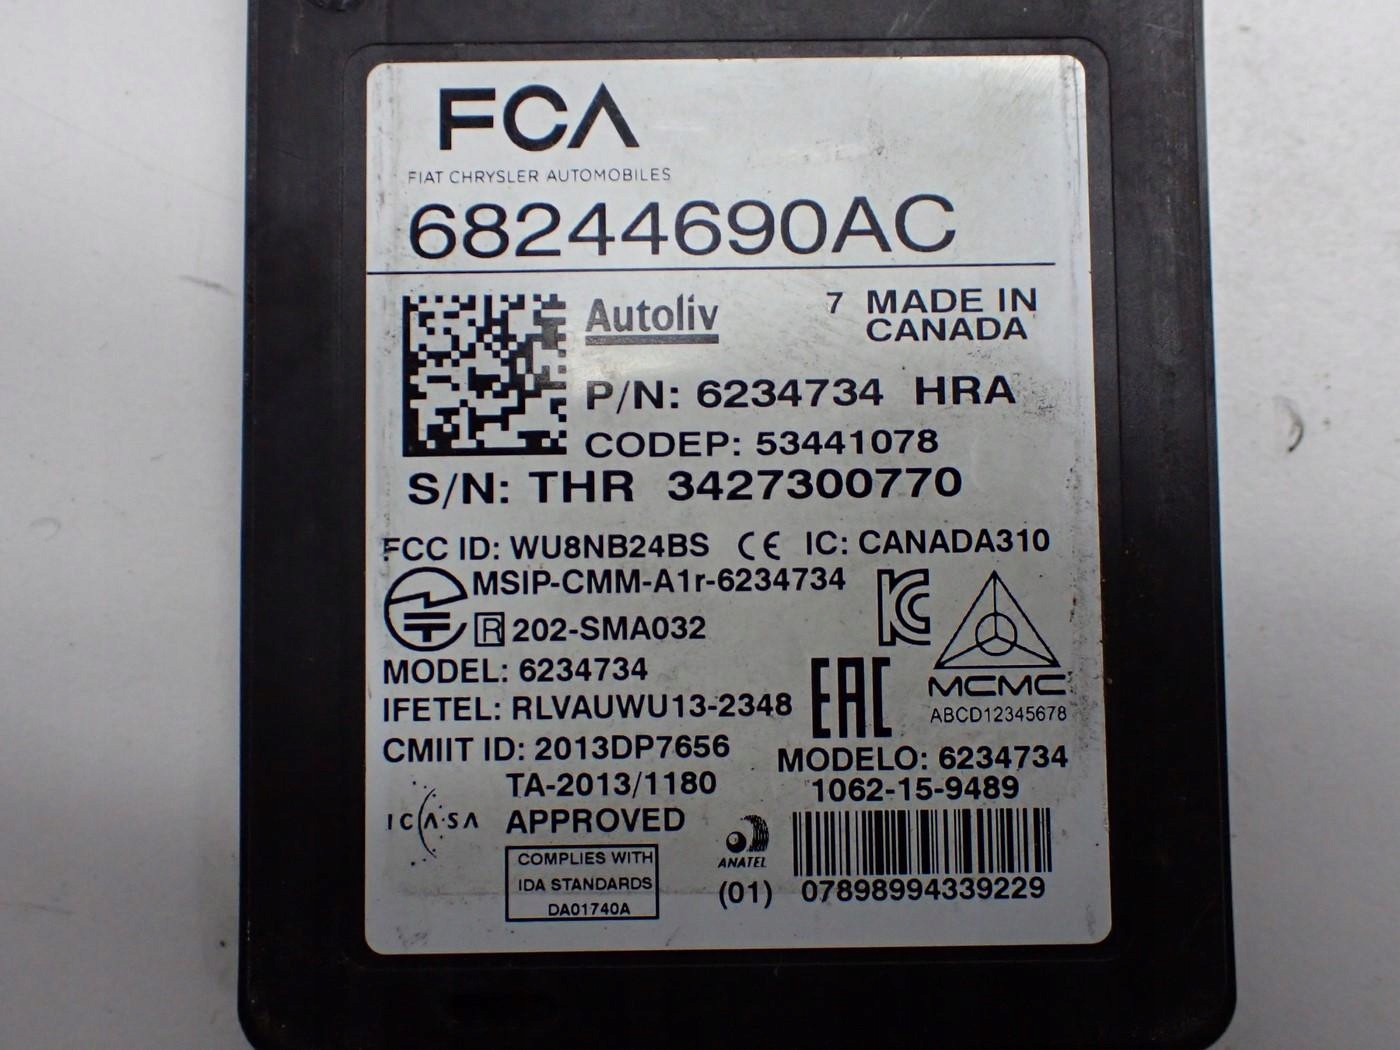 FCA
FIAT CHRYSLER AUTOMOBILES
68244690AC
Autoliv
7 MADE IN
CANADA
P/N: 6234734 HRA
CODEP: 53441078
S/N: THR 3427300770
FCC ID: WU8NB24BS CE IC: CANADA310
MSIP-CMM-A1r-6234734
KC
R 202-SMA032
MODEL: 6234734
EAC
MCMC
ABCD12345678
IFETEL: RLVAUWU13-2348
CMIIT ID: 2013DP7656
MODELO: 6234734
TA-2013/1180
1062-15-9489
ICASA APPROVED
ANATEL
COMPLIES WITH
IDA STANDARDS
DA01740A
(01) 07898994339229